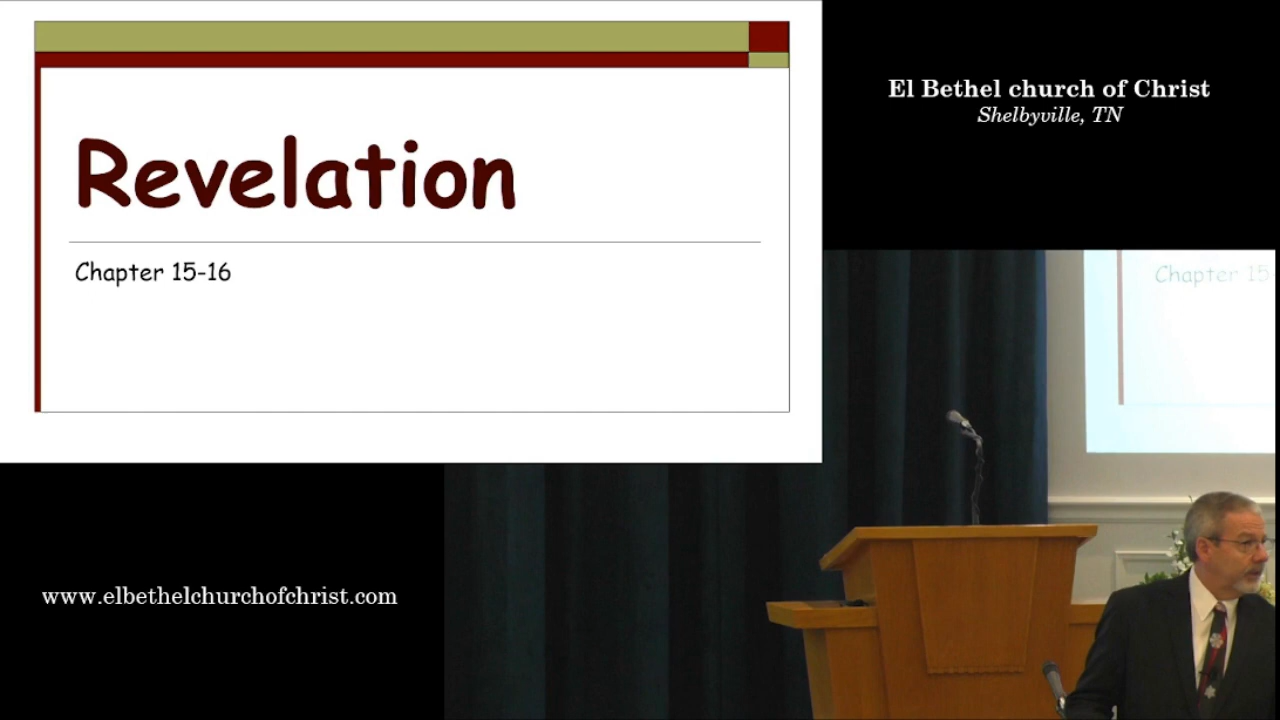 Revelation
Chapter 15-16
El Bethel church of Christ
Shelbyville, TN
Chapter 15-
www.elbethelchurchofchrist.com